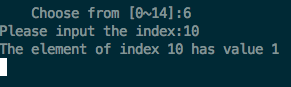 Choose from [0~14]:6
Please input the index:10
The element of index 10 has value 1